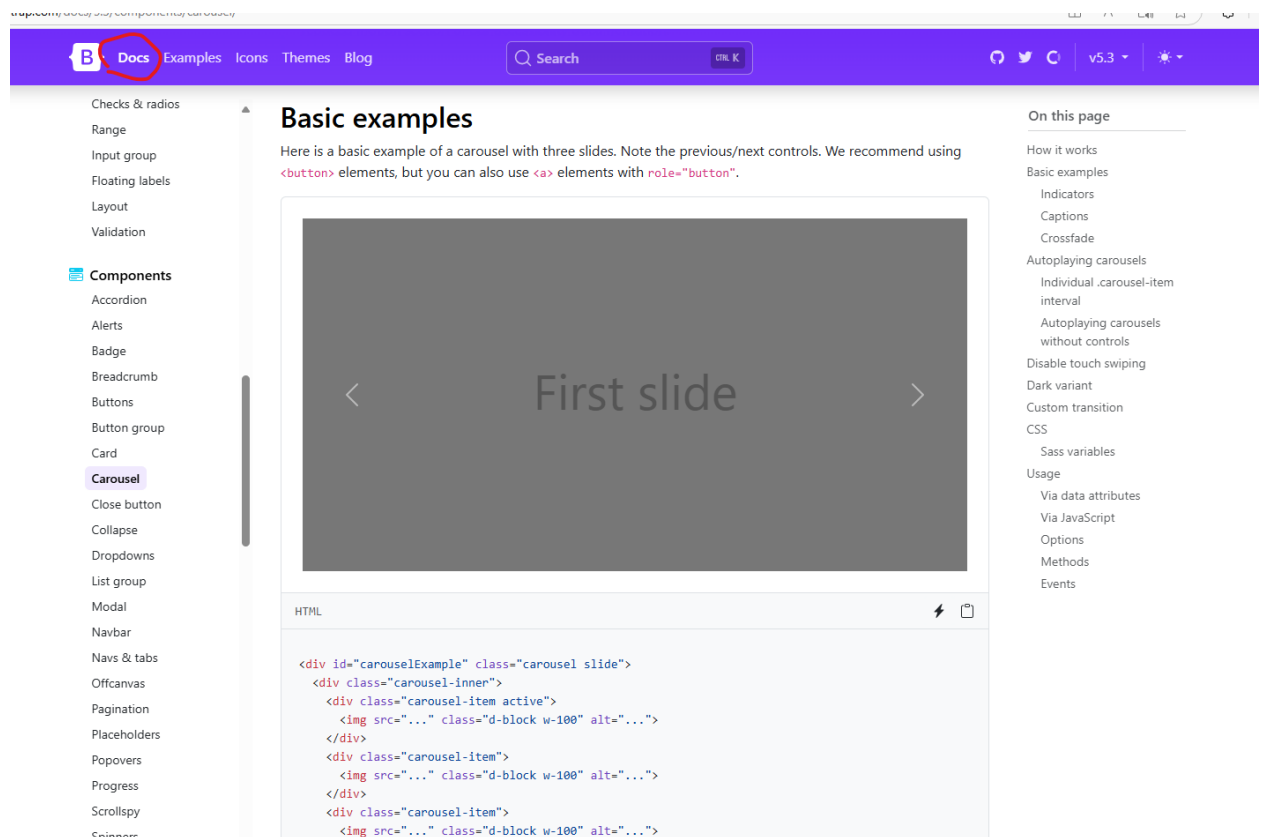 B Docs Examples Icons Themes Blog Search CTRL K v5.3
Checks & radios
Range
Input group
Floating labels
Layout
Validation
Components
Accordion
Alerts
Badge
Breadcrumb
Buttons
Button group
Card
Carousel
Close button
Collapse
Dropdowns
List group
Modal
Navbar
Navs & tabs
Offcanvas
Pagination
Placeholders
Popovers
Progress
Scrollspy
Basic examples
Here is a basic example of a carousel with three slides. Note the previous/next controls. We recommend using
<button> elements, but you can also use <a> elements with role="button".
First slide
HTML
<div id="carouselExample" class="carousel slide">
<div class="carousel-inner">
<div class="carousel-item active">
<img src="..." class="d-block w-100" alt="...">
</div>
<div class="carousel-item">
<img src="..." class="d-block w-100" alt="...">
</div>
<div class="carousel-item">
<img src="..." class="d-block w-100" alt="...">
On this page
How it works
Basic examples
Indicators
Captions
Crossfade
Autoplaying carousels
Individual .carousel-item
interval
Autoplaying carousels
without controls
Disable touch swiping
Dark variant
Custom transition
CSS
Sass variables
Usage
Via data attributes
Via JavaScript
Options
Methods
Events